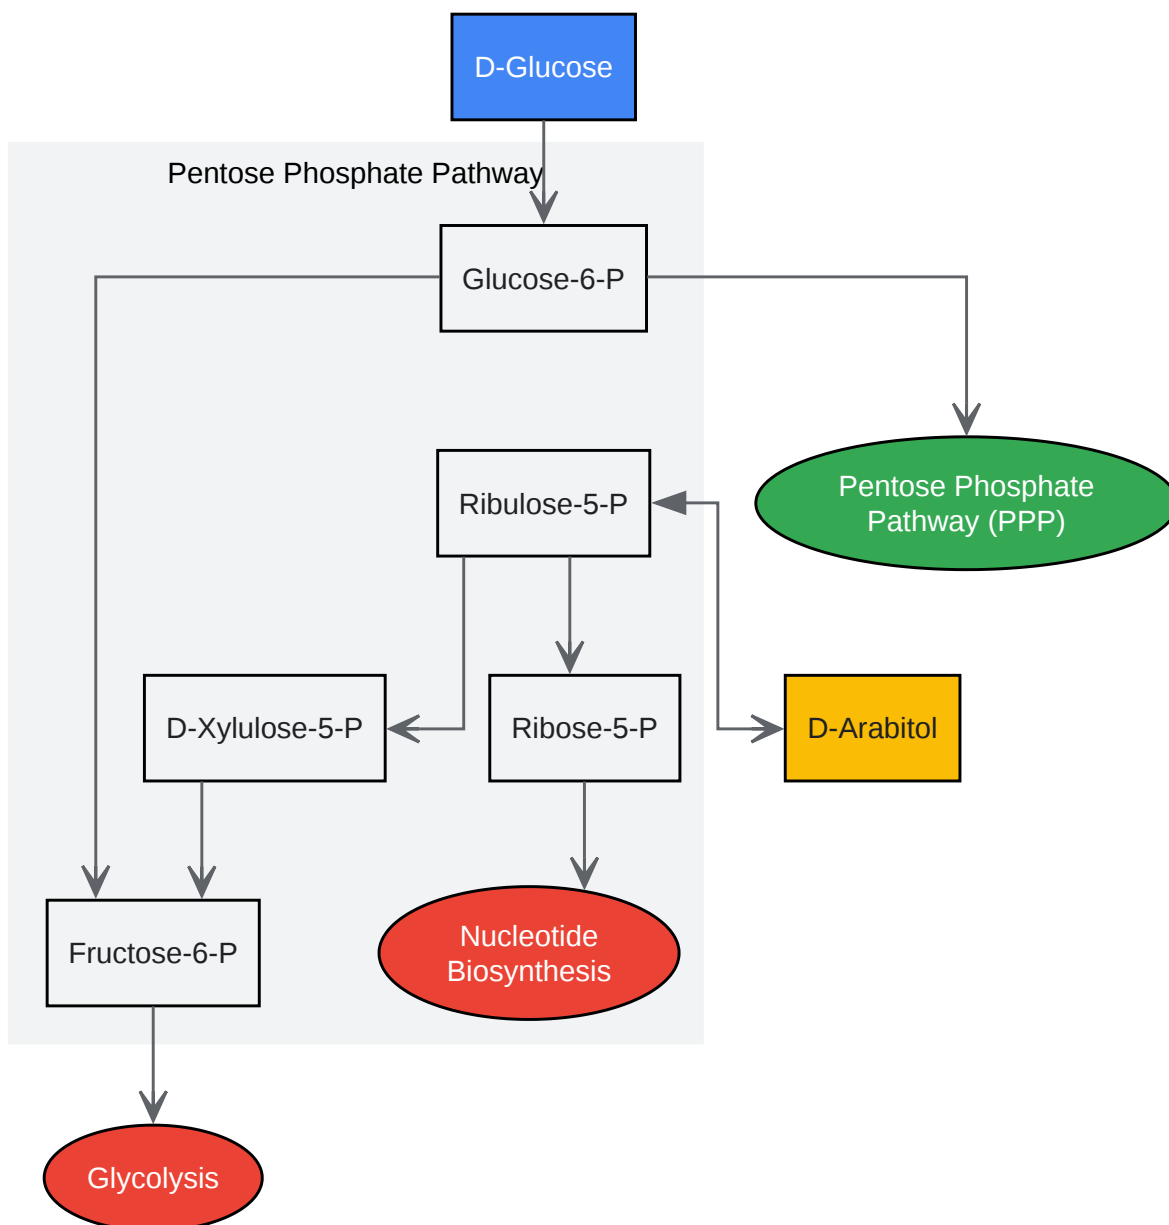 D-Glucose
Pentose Phosphate Pathway
Glucose-6-P
Ribulose-5-P
Pentose Phosphate
Pathway (PPP)
D-Xylulose-5-P
Ribose-5-P
D-Arabitol
Fructose-6-P
Nucleotide
Biosynthesis
Glycolysis